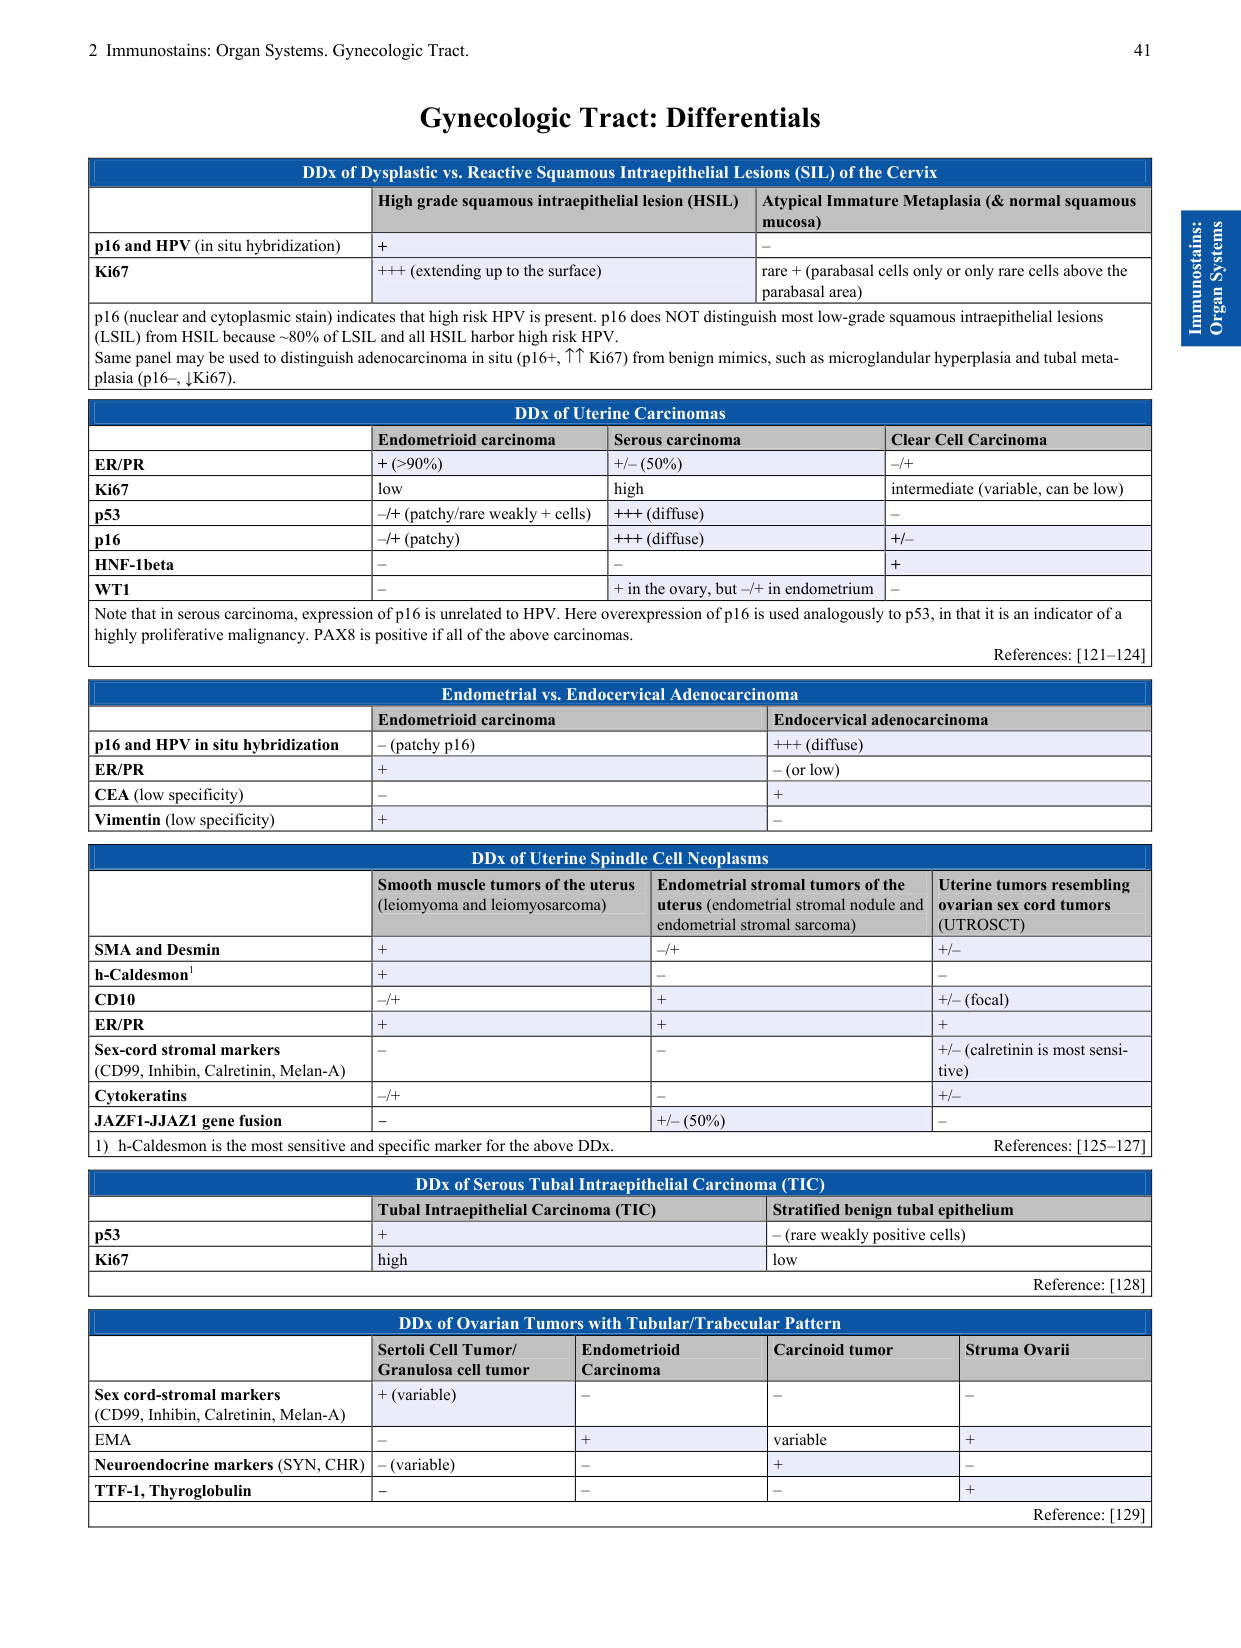 2 Immunostains: Organ Systems. Gynecologic Tract. 41
Gynecologic Tract: Differentials
Immunostains:
Organ Systems
DDx of Dysplastic vs. Reactive Squamous Intraepithelial Lesions (SIL) of the Cervix
High grade squamous intraepithelial lesion (HSIL) Atypical Immature Metaplasia (& normal squamous
mucosa)
p16 and HPV (in situ hybridization) + –
Ki67 +++ (extending up to the surface) rare + (parabasal cells only or only rare cells above the
parabasal area)
p16 (nuclear and cytoplasmic stain) indicates that high risk HPV is present. p16 does NOT distinguish most low-grade squamous intraepithelial lesions
(LSIL) from HSIL because ~80% of LSIL and all HSIL harbor high risk HPV.
Same panel may be used to distinguish adenocarcinoma in situ (p16+, ↑↑ Ki67) from benign mimics, such as microglandular hyperplasia and tubal meta-
plasia (p16–, ↓Ki67).
DDx of Uterine Carcinomas
Endometrioid carcinoma Serous carcinoma Clear Cell Carcinoma
ER/PR + (>90%) +/– (50%) –/+
Ki67 low high intermediate (variable, can be low)
p53 –/+ (patchy/rare weakly + cells) +++ (diffuse) –
p16 –/+ (patchy) +++ (diffuse) +/–
HNF-1beta – – +
WT1 – + in the ovary, but –/+ in endometrium –
Note that in serous carcinoma, expression of p16 is unrelated to HPV. Here overexpression of p16 is used analogously to p53, in that it is an indicator of a
highly proliferative malignancy. PAX8 is positive if all of the above carcinomas.
References: [121–124]
Endometrial vs. Endocervical Adenocarcinoma
Endometrioid carcinoma Endocervical adenocarcinoma
p16 and HPV in situ hybridization – (patchy p16) +++ (diffuse)
ER/PR + – (or low)
CEA (low specificity) – +
Vimentin (low specificity) + –
DDx of Uterine Spindle Cell Neoplasms
Smooth muscle tumors of the uterus Endometrial stromal tumors of the Uterine tumors resembling
(leiomyoma and leiomyosarcoma) uterus (endometrial stromal nodule and ovarian sex cord tumors
endometrial stromal sarcoma) (UTROSCT)
SMA and Desmin + –/+ +/–
h-Caldesmon1 + – –
CD10 –/+ + +/– (focal)
ER/PR + + +
Sex-cord stromal markers – – +/– (calretinin is most sensi-
(CD99, Inhibin, Calretinin, Melan-A) tive)
Cytokeratins –/+ – +/–
JAZF1-JJAZ1 gene fusion – +/– (50%) –
1) h-Caldesmon is the most sensitive and specific marker for the above DDx. References: [125–127]
DDx of Serous Tubal Intraepithelial Carcinoma (TIC)
Tubal Intraepithelial Carcinoma (TIC) Stratified benign tubal epithelium
p53 + – (rare weakly positive cells)
Ki67 high low
Reference: [128]
DDx of Ovarian Tumors with Tubular/Trabecular Pattern
Sertoli Cell Tumor/ Endometrioid Carcinoid tumor Struma Ovarii
Granulosa cell tumor Carcinoma
Sex cord-stromal markers + (variable) – – –
(CD99, Inhibin, Calretinin, Melan-A)
EMA – + variable +
Neuroendocrine markers (SYN, CHR) – (variable) – + –
TTF-1, Thyroglobulin – – – +
Reference: [129]